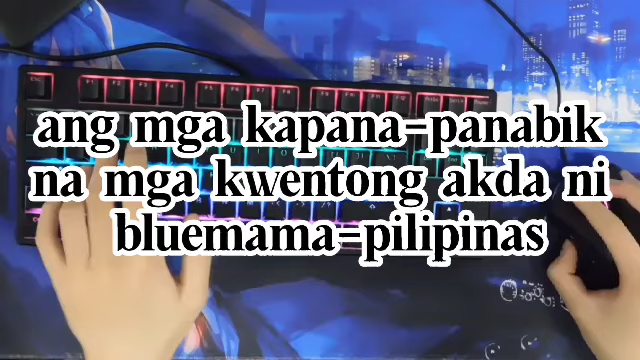 ang mga kapana-panabik
na mga kwentong akda ni
bluemama-pilipinas